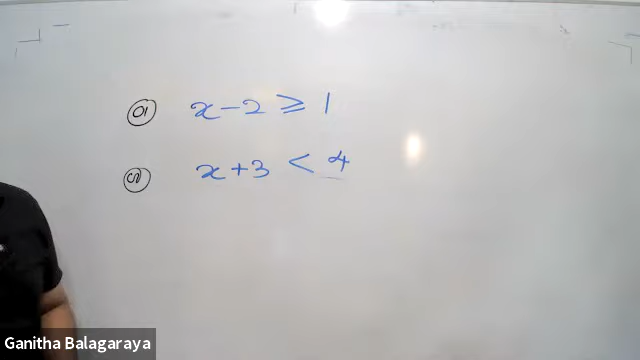 01 x-2 ≥ 1
02 x+3 < 4
Ganitha Balagaraya